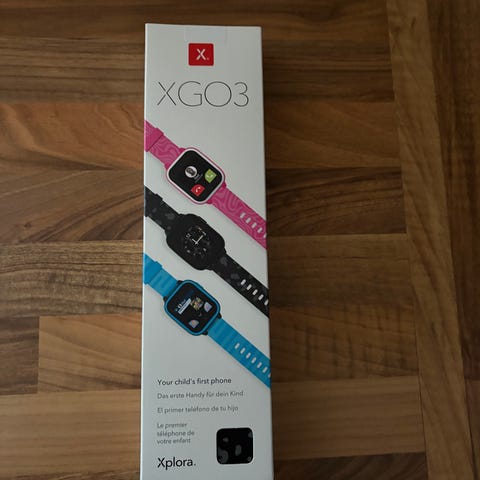 X
XGO3
Your child's first phone
Das erste Handy für dein Kind
El primer teléfono de tu hijo
Le premier
téléphone de
votre enfant
Xplora.